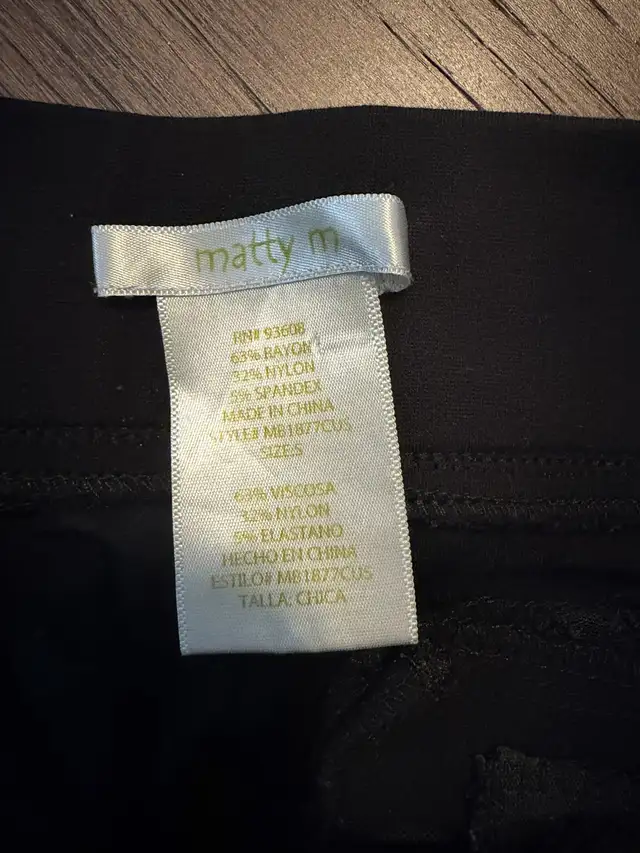 matty m
RN# 93608
63% RAYON
32% NYLON
5% SPANDEX
MADE IN CHINA
STYLE# MB1877CUS
SIZE:S
63% VISCOSA
32% NYLON
5% ELASTANO
HECHO EN CHINA
ESTILO# MB1877CUS
TALLA: CHICA